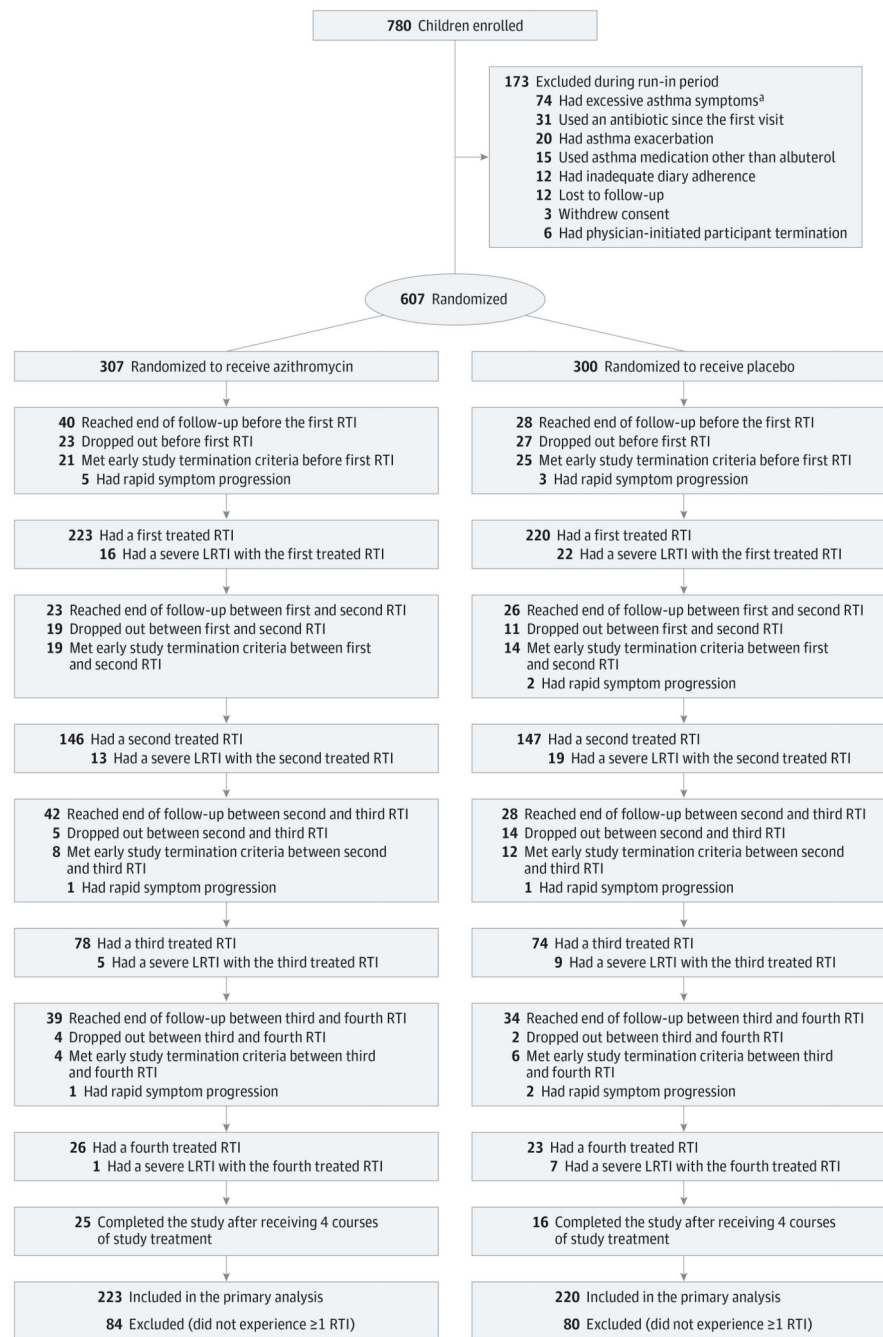 780 Children enrolled
173 Excluded during run-in period
74 Had excessive asthma symptomsa
31 Used an antibiotic since the first visit
20 Had asthma exacerbation
15 Used asthma medication other than albuterol
12 Had inadequate diary adherence
12 Lost to follow-up
3 Withdrew consent
6 Had physician-initiated participant termination
607 Randomized
307 Randomized to receive azithromycin
300 Randomized to receive placebo
40 Reached end of follow-up before the first RTI
23 Dropped out before first RTI
21 Met early study termination criteria before first RTI
5 Had rapid symptom progression
28 Reached end of follow-up before the first RTI
27 Dropped out before first RTI
25 Met early study termination criteria before first RTI
3 Had rapid symptom progression
223 Had a first treated RTI
16 Had a severe LRTI with the first treated RTI
220 Had a first treated RTI
22 Had a severe LRTI with the first treated RTI
23 Reached end of follow-up between first and second RTI
19 Dropped out between first and second RTI
19 Met early study termination criteria between first
and second RTI
26 Reached end of follow-up between first and second RTI
11 Dropped out between first and second RTI
14 Met early study termination criteria between first
and second RTI
2 Had rapid symptom progression
146 Had a second treated RTI
13 Had a severe LRTI with the second treated RTI
147 Had a second treated RTI
19 Had a severe LRTI with the second treated RTI
42 Reached end of follow-up between second and third RTI
5 Dropped out between second and third RTI
8 Met early study termination criteria between second
and third RTI
1 Had rapid symptom progression
28 Reached end of follow-up between second and third RTI
14 Dropped out between second and third RTI
12 Met early study termination criteria between second
and third RTI
1 Had rapid symptom progression
78 Had a third treated RTI
5 Had a severe LRTI with the third treated RTI
74 Had a third treated RTI
9 Had a severe LRTI with the third treated RTI
39 Reached end of follow-up between third and fourth RTI
4 Dropped out between third and fourth RTI
4 Met early study termination criteria between third
and fourth RTI
1 Had rapid symptom progression
34 Reached end of follow-up between third and fourth RTI
2 Dropped out between third and fourth RTI
6 Met early study termination criteria between third
and fourth RTI
2 Had rapid symptom progression
26 Had a fourth treated RTI
1 Had a severe LRTI with the fourth treated RTI
23 Had a fourth treated RTI
7 Had a severe LRTI with the fourth treated RTI
25 Completed the study after receiving 4 courses
of study treatment
16 Completed the study after receiving 4 courses
of study treatment
223 Included in the primary analysis
84 Excluded (did not experience ≥1 RTI)
220 Included in the primary analysis
80 Excluded (did not experience ≥1 RTI)